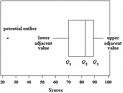 potential outlier
lower
adjacent
value
upper
adjacent
value
Q₁ Q₂ Q₃
20 30 40 50 60 70 80 90 100
Scores